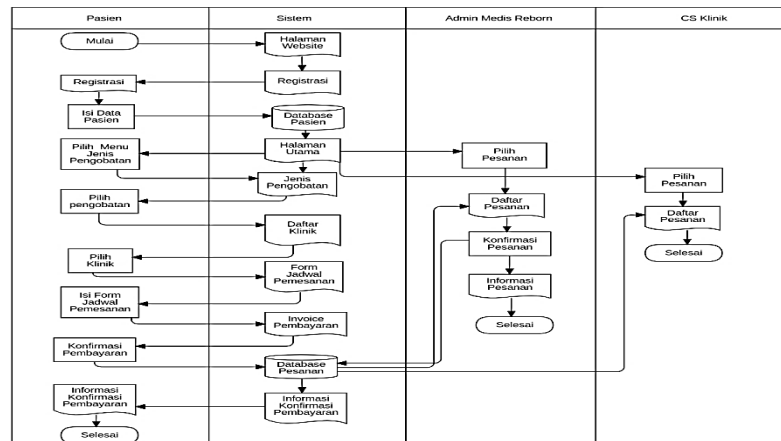 Pasien
Sistem
Admin Medis Reborn
CS Klinik
Mulai
Halaman
Website
Registrasi
Registrasi
Isi Data
Pasien
Database
Pasien
Pilih Menu
Jenis
Pengobatan
Halaman
Utama
Pilih
Pesanan
Jenis
Pengobatan
Pilih
Pesanan
Pilih
pengobatan
Daftar
Pesanan
Daftar
Pesanan
Daftar
Klinik
Konfirmasi
Pesanan
Selesai
Pilih
Klinik
Form
Jadwal
Pemesanan
Informasi
Pesanan
Isi Form
Jadwal
Pemesanan
Invoice
Pembayaran
Selesai
Konfirmasi
Pembayaran
Database
Pesanan
Informasi
Konfirmasi
Pembayaran
Informasi
Konfirmasi
Pembayaran
Selesai